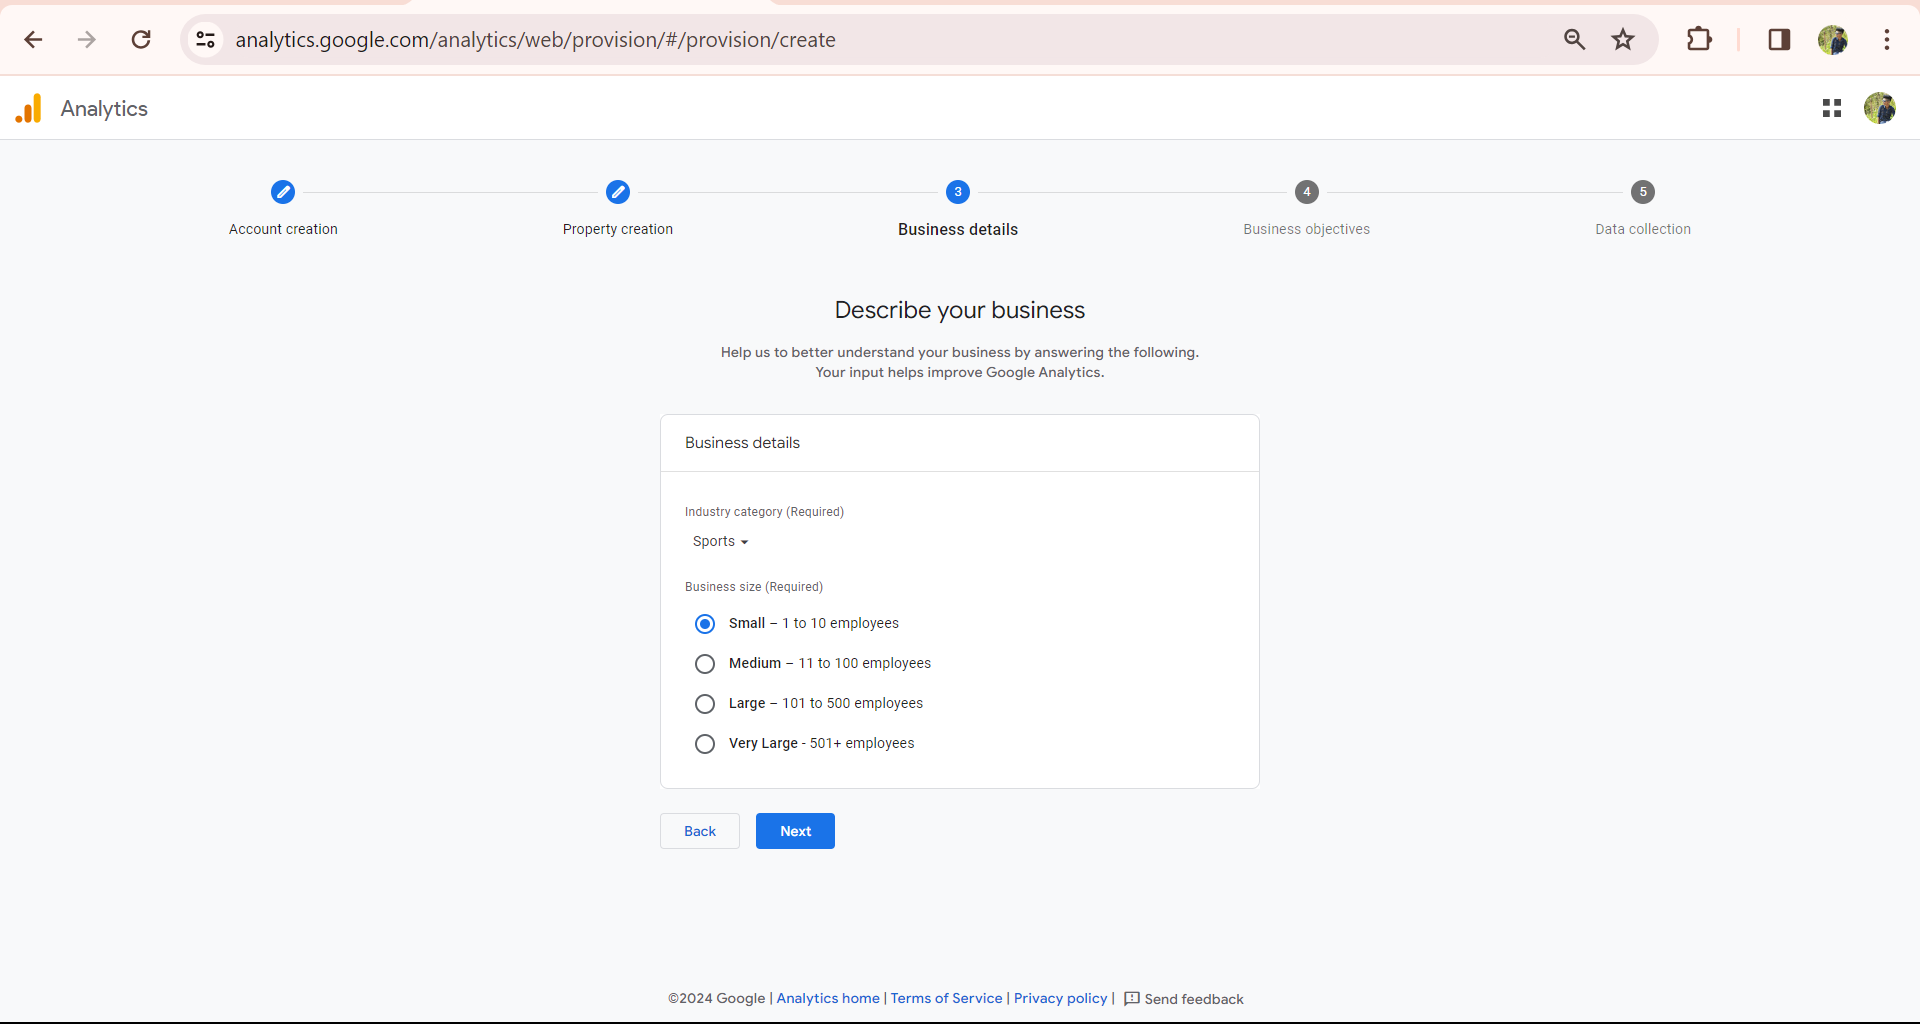 analytics.google.com/analytics/web/provision/#/provision/create
Analytics
3
4
5
Account creation
Property creation
Business details
Business objectives
Data collection
Describe your business
Help us to better understand your business by answering the following.
Your input helps improve Google Analytics.
Business details
Industry category (Required)
Sports
Business size (Required)
Small – 1 to 10 employees
Medium – 11 to 100 employees
Large – 101 to 500 employees
Very Large - 501+ employees
Back
Next
©2024 Google | Analytics home | Terms of Service | Privacy policy | Send feedback